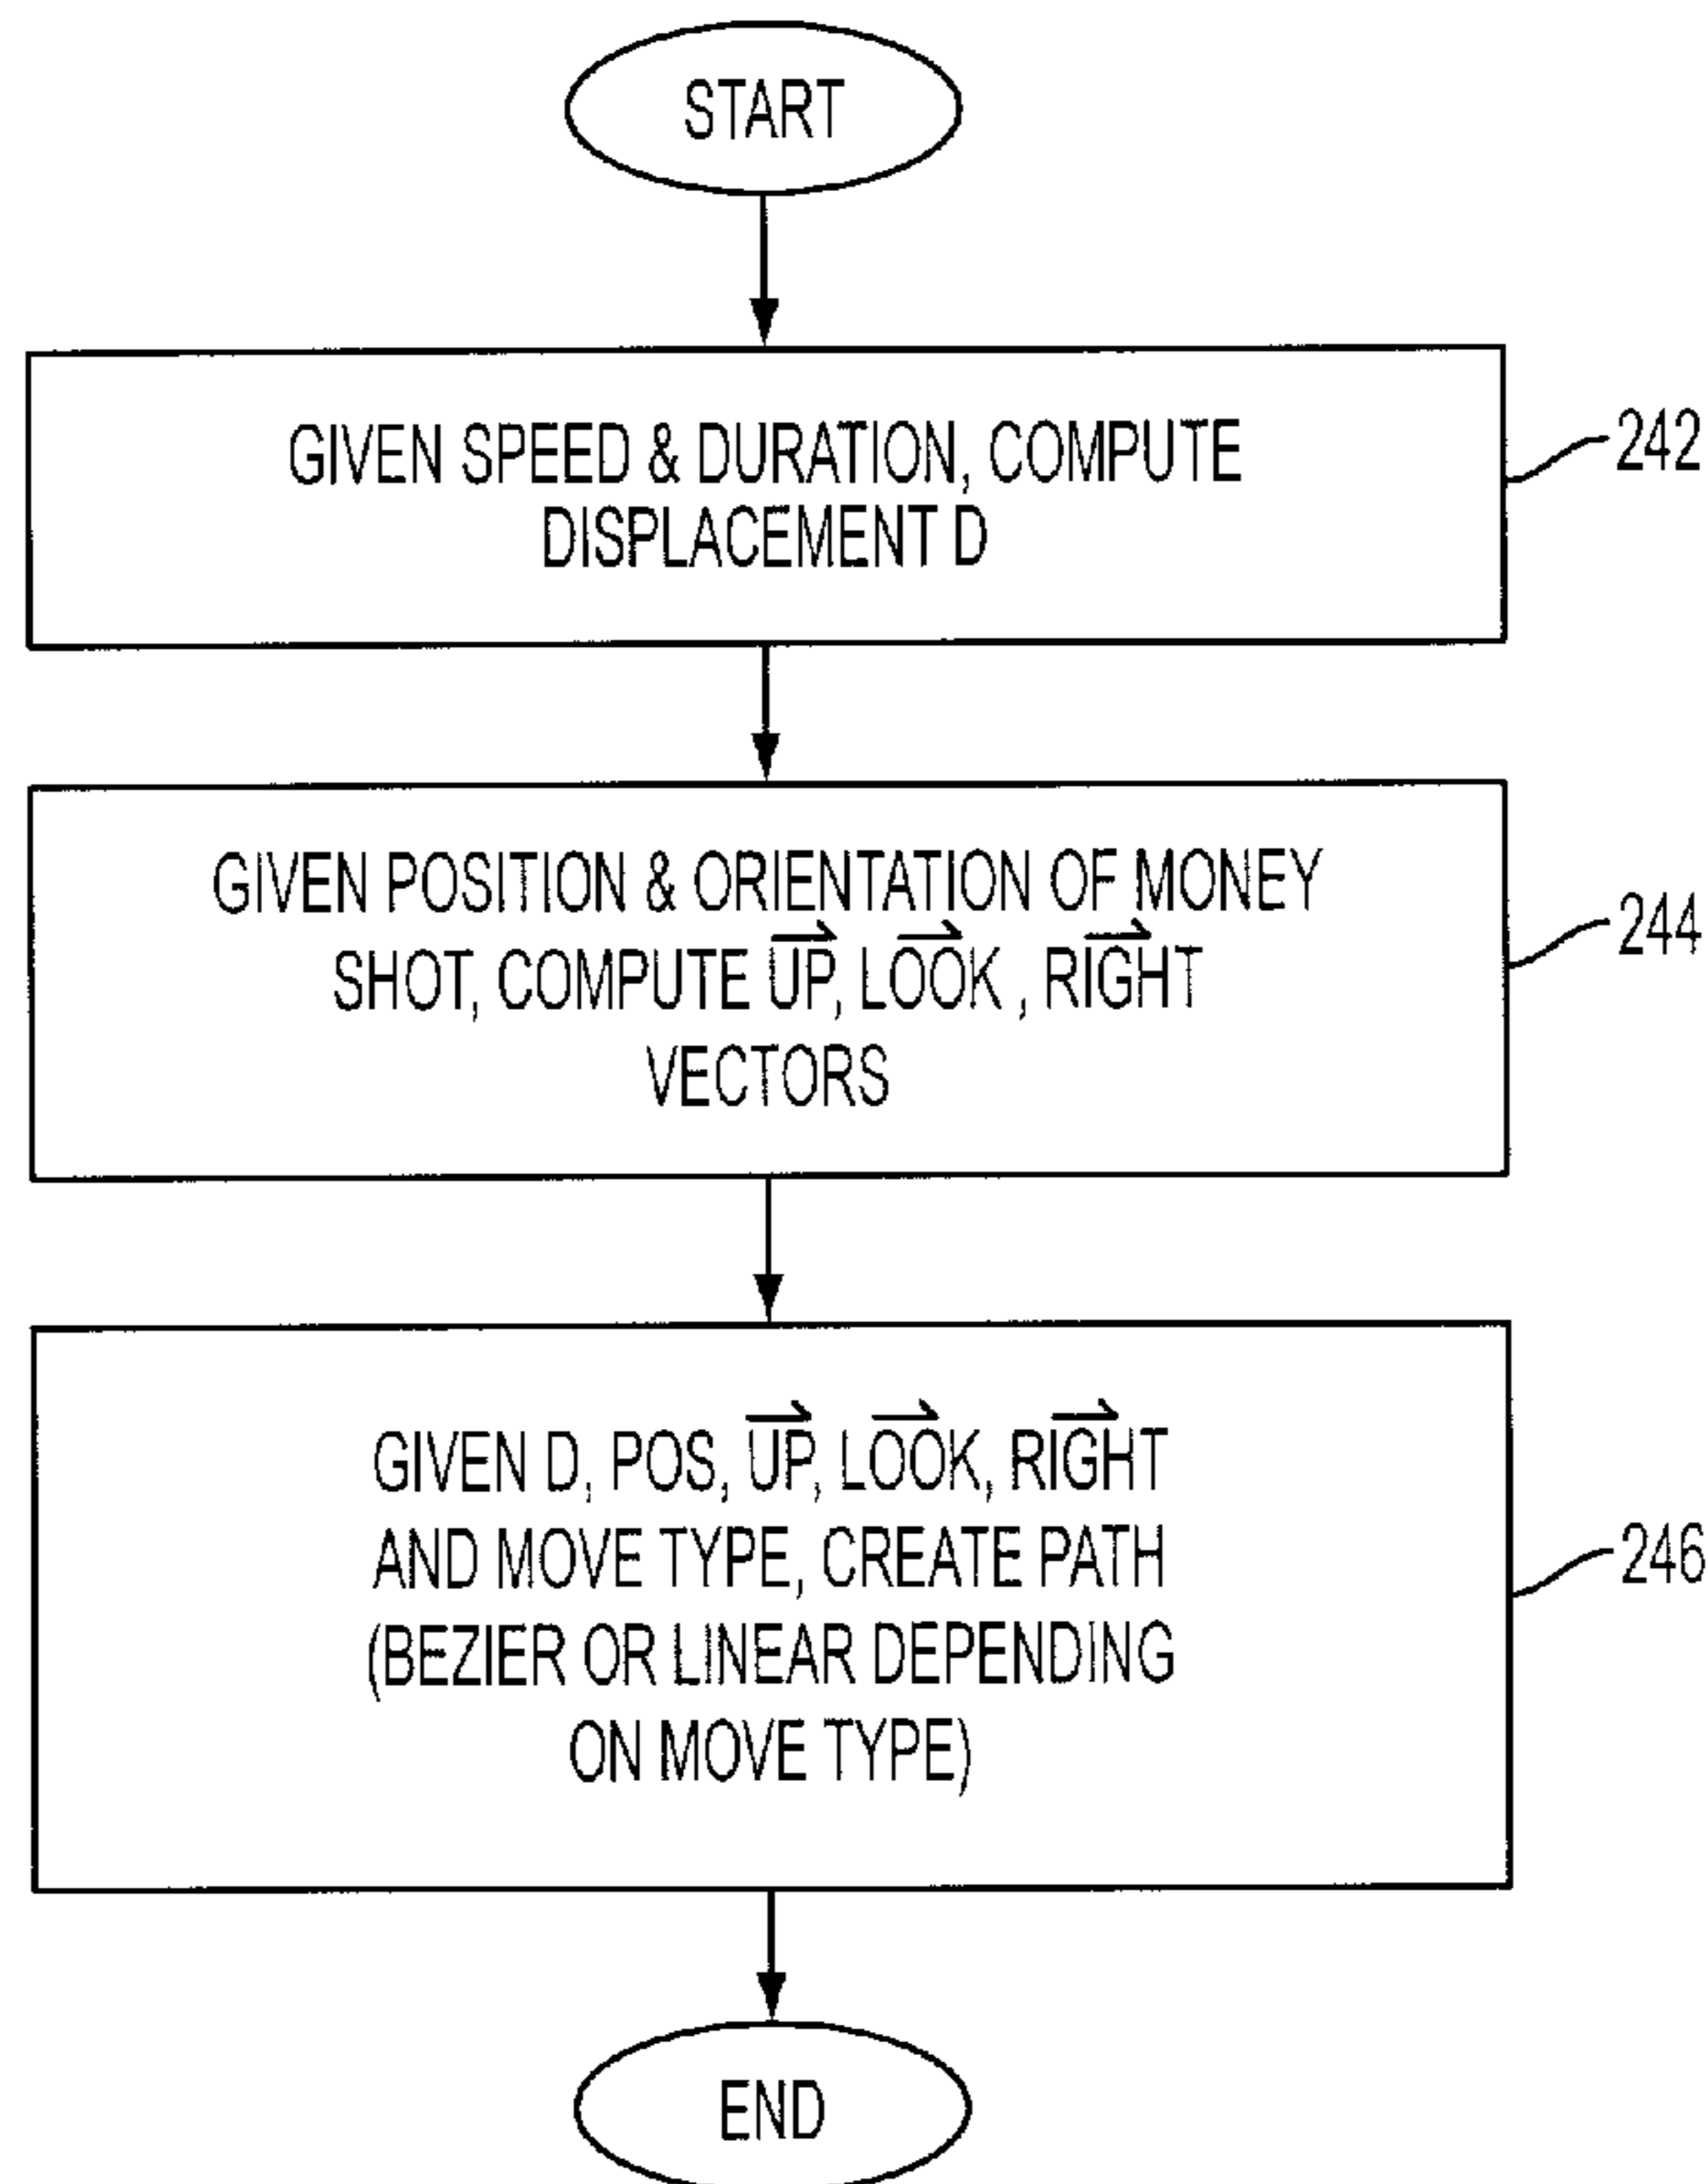 START
GIVEN SPEED & DURATION, COMPUTE
DISPLACEMENT D
242
GIVEN POSITION & ORIENTATION OF MONEY
SHOT, COMPUTE UP, LOOK, RIGHT
VECTORS
244
GIVEN D, POS, UP, LOOK, RIGHT
AND MOVE TYPE, CREATE PATH
(BEZIER OR LINEAR DEPENDING
ON MOVE TYPE)
246
END